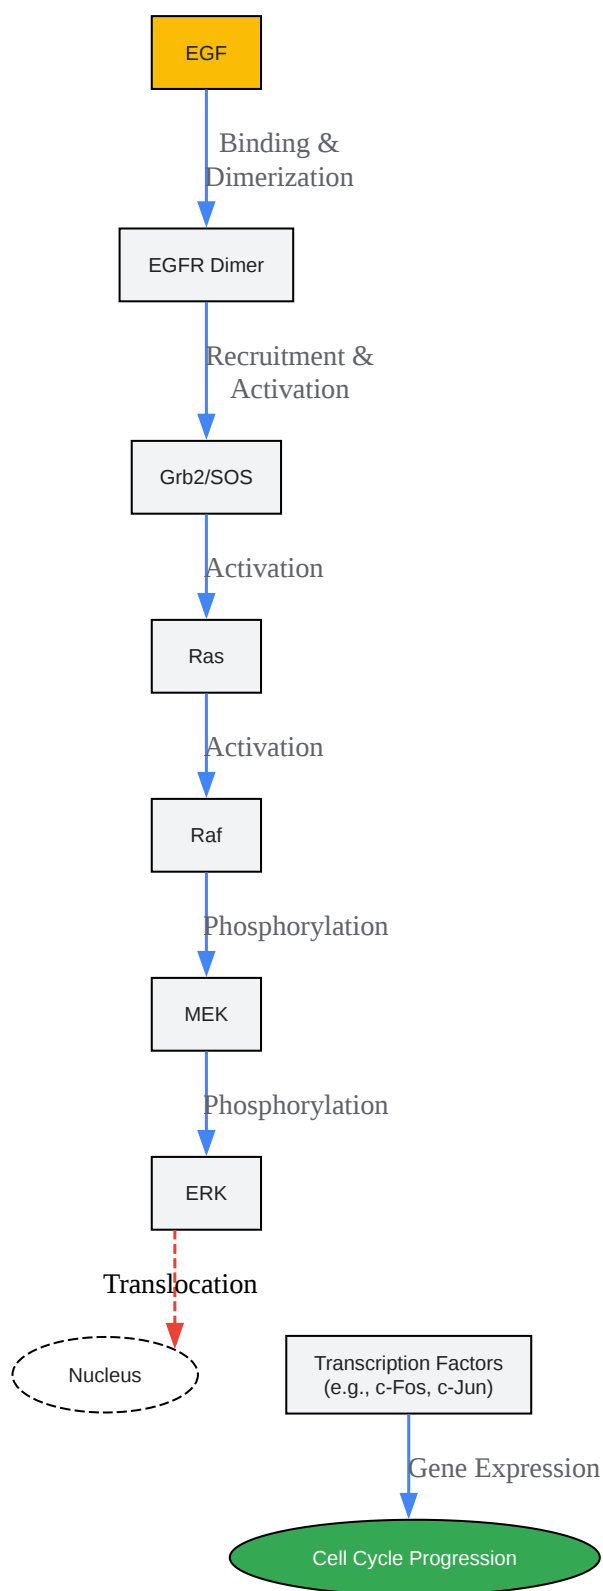 EGF
Binding &
Dimerization
EGFR Dimer
Recruitment &
Activation
Grb2/SOS
Activation
Ras
Activation
Raf
Phosphorylation
MEK
Phosphorylation
ERK
Translocation
Nucleus
Transcription Factors
(e.g., c-Fos, c-Jun)
Gene Expression
Cell Cycle Progression